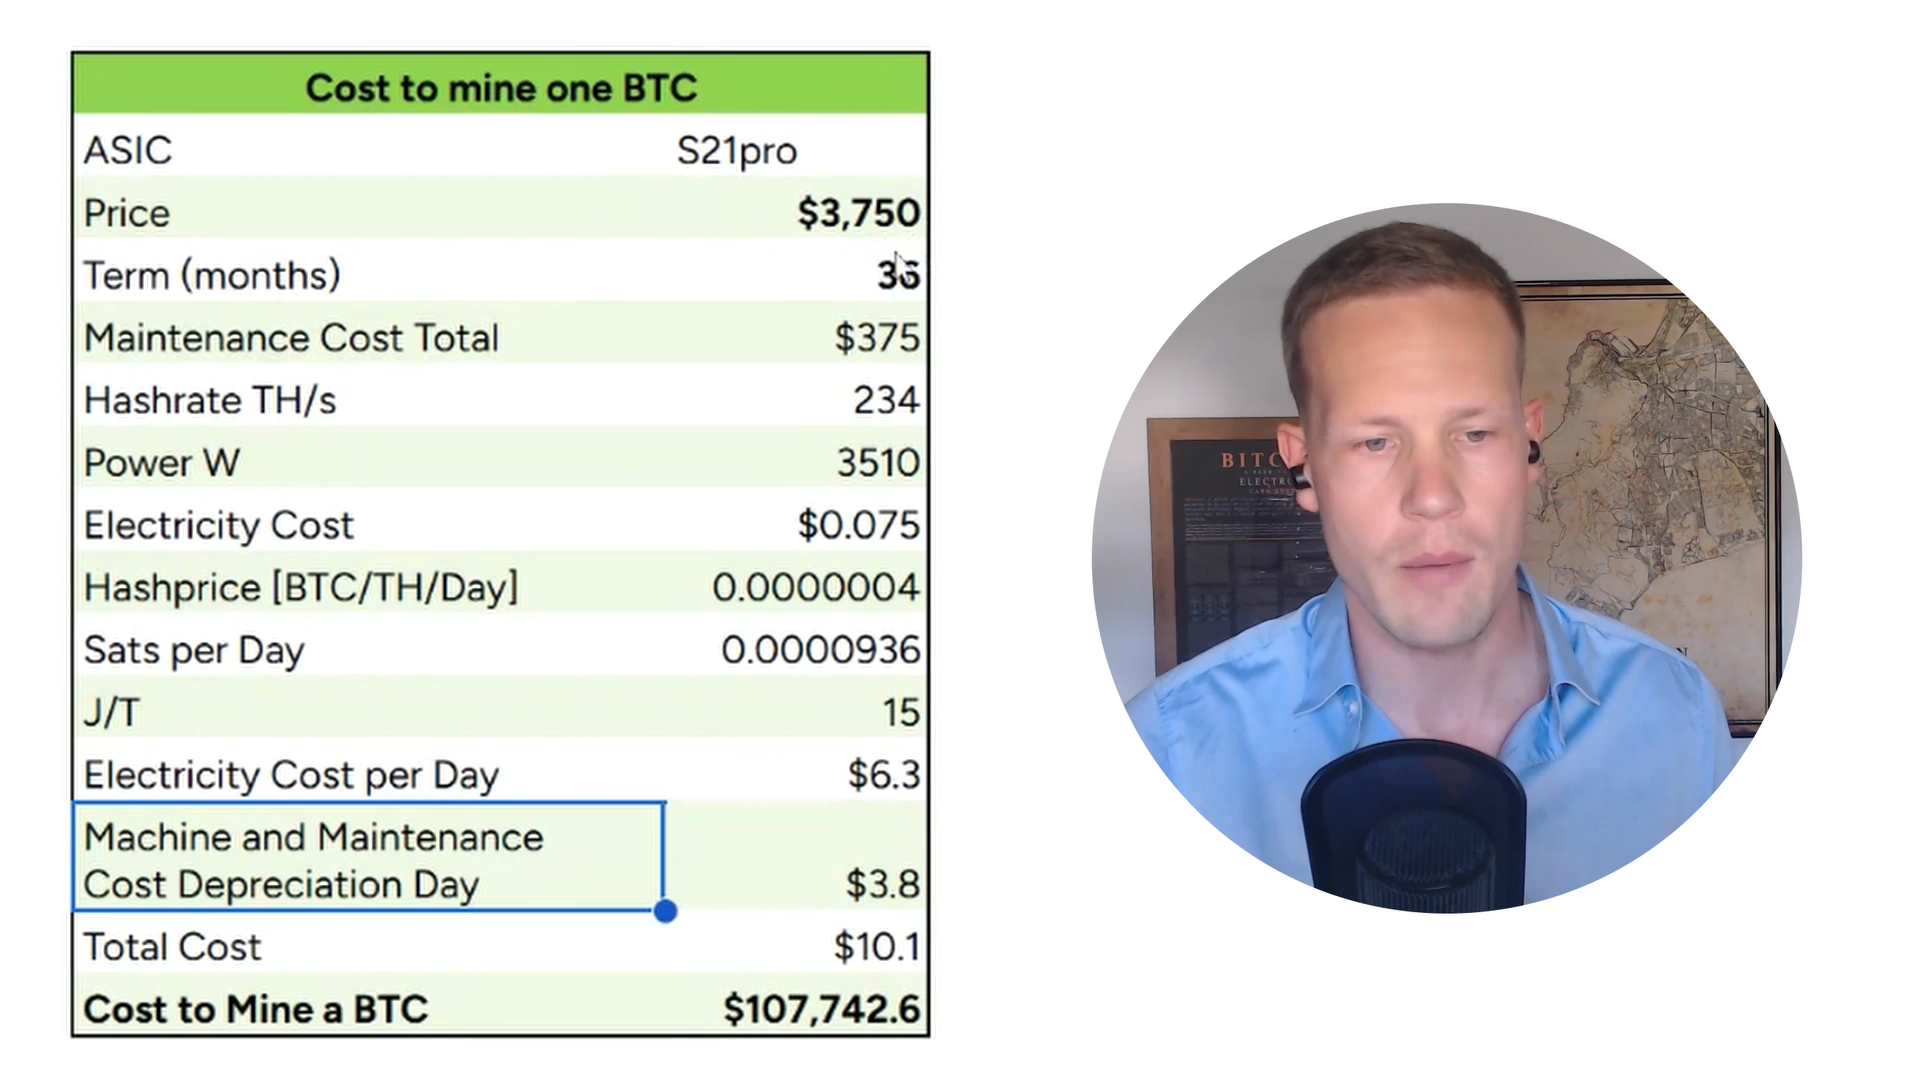 Cost to mine one BTC
ASIC S21pro
Price $3,750
Term (months) 36
Maintenance Cost Total $375
Hashrate TH/s 234
Power W 3510
Electricity Cost $0.075
Hashprice [BTC/TH/Day] 0.0000004
Sats per Day 0.0000936
J/T 15
Electricity Cost per Day $6.3
Machine and Maintenance
Cost Depreciation Day $3.8
Total Cost $10.1
Cost to Mine a BTC $107,742.6
BITC
ELECTR
N